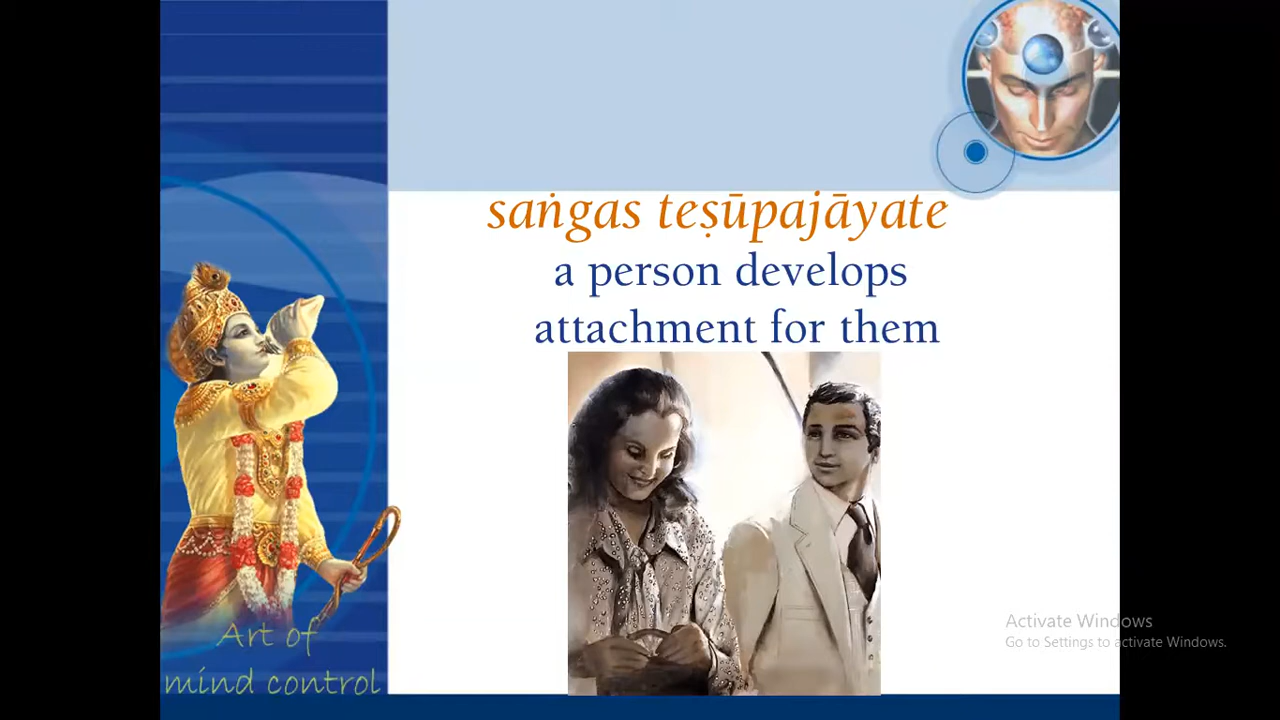 saṅgas teṣūpajāyate
a person develops
attachment for them
Art of
mind control
Activate Windows
Go to Settings to activate Windows.